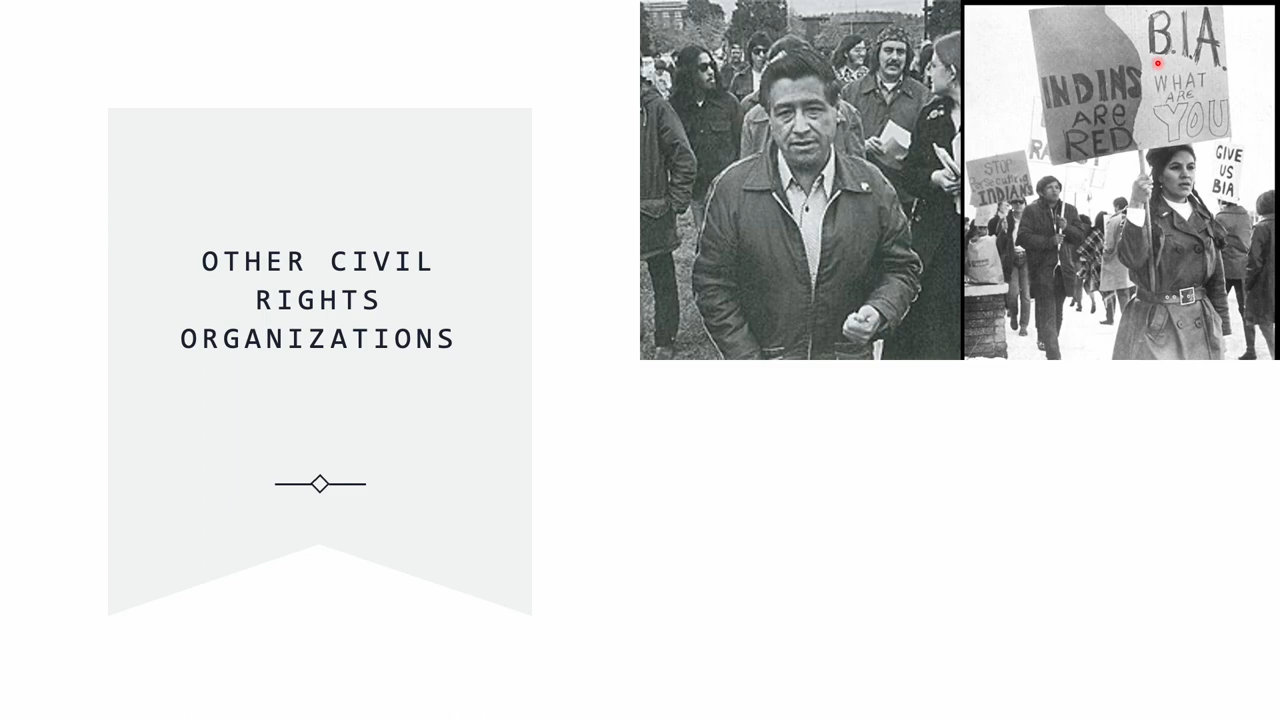 OTHER CIVIL
RIGHTS
ORGANIZATIONS
INDINS
ARE
RED
B.I.A.
WHAT
ARE
YOU
STOP
INDIANS
GIVE
US
BIA